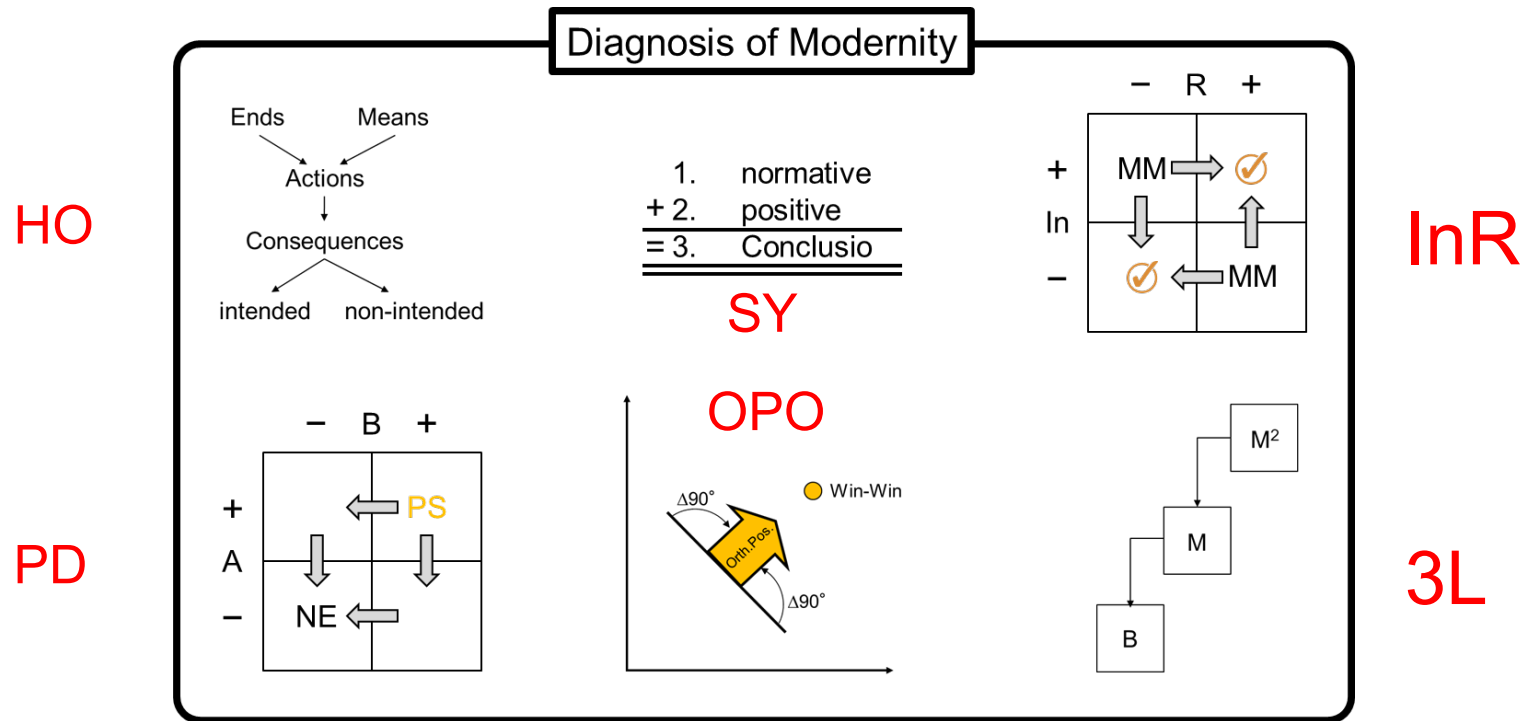 Diagnosis of Modernity
HO
Ends Means
Actions
Consequences
intended non-intended
1. normative
+ 2. positive
= 3. Conclusio
SY
− R +
+ MM
In
− MM
InR
PD
− B +
+ PS
A
− NE
OPO
Win-Win
Δ90°
Orth.Pos.
Δ90°
M²
M
B
3L